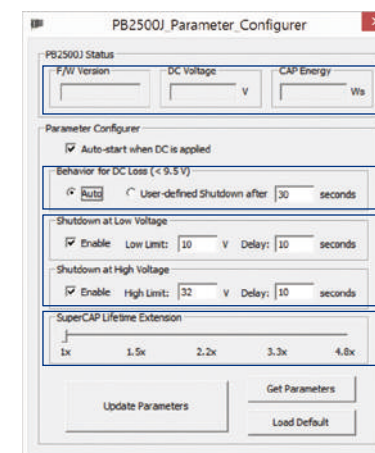 PB2500J_Parameter_Configurer
PB2500J Status
F/W Version DC Voltage CAP Energy
V Ws
Parameter Configurer
Auto-start when DC is applied
Behavior for DC Loss (< 9.5 V)
Auto User-defined Shutdown after 30 seconds
Shutdown at Low Voltage
Enable Low Limit: 10 V Delay: 10 seconds
Shutdown at High Voltage
Enable High Limit: 32 V Delay: 10 seconds
SuperCAP Lifetime Extension
1x 1.5x 2.2x 3.3x 4.8x
Update Parameters
Get Parameters
Load Default